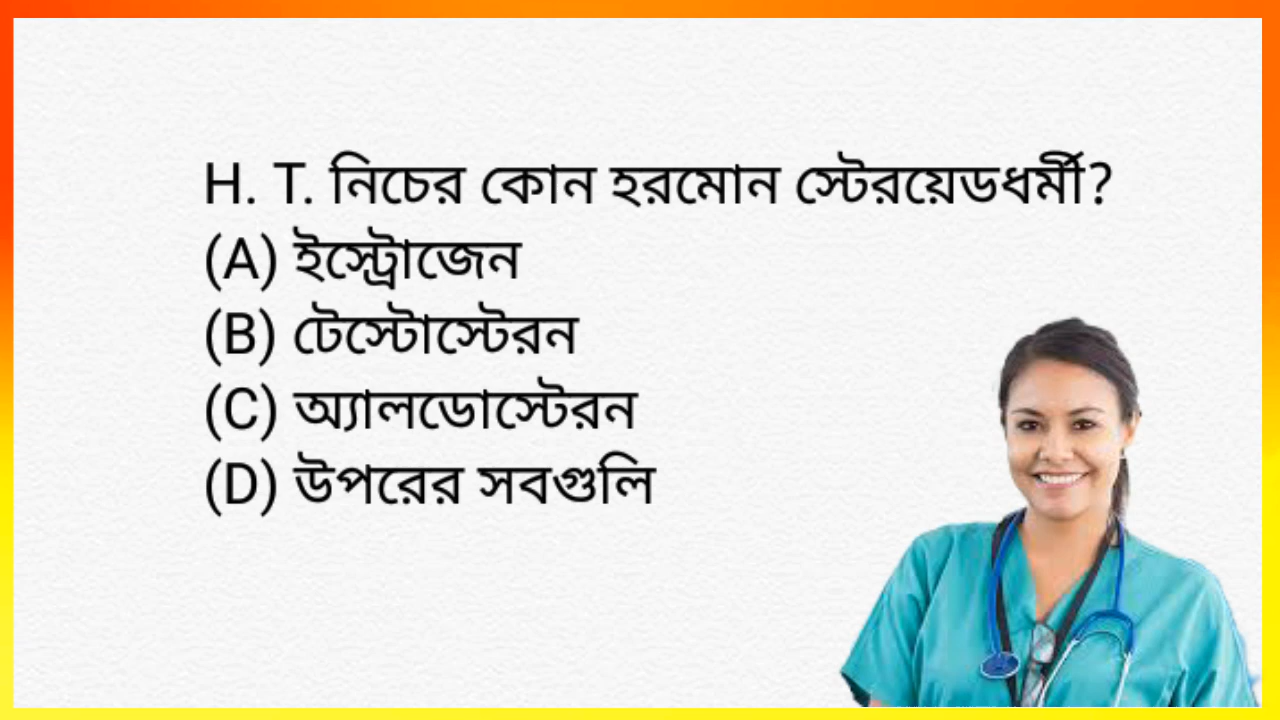 H. T. নিচের কোন হরমোন স্টেরয়েডধর্মী?
(A) ইস্ট্রোজেন
(B) টেস্টোস্টেরন
(C) অ্যালডোস্টেরন
(D) উপরের সবগুলি